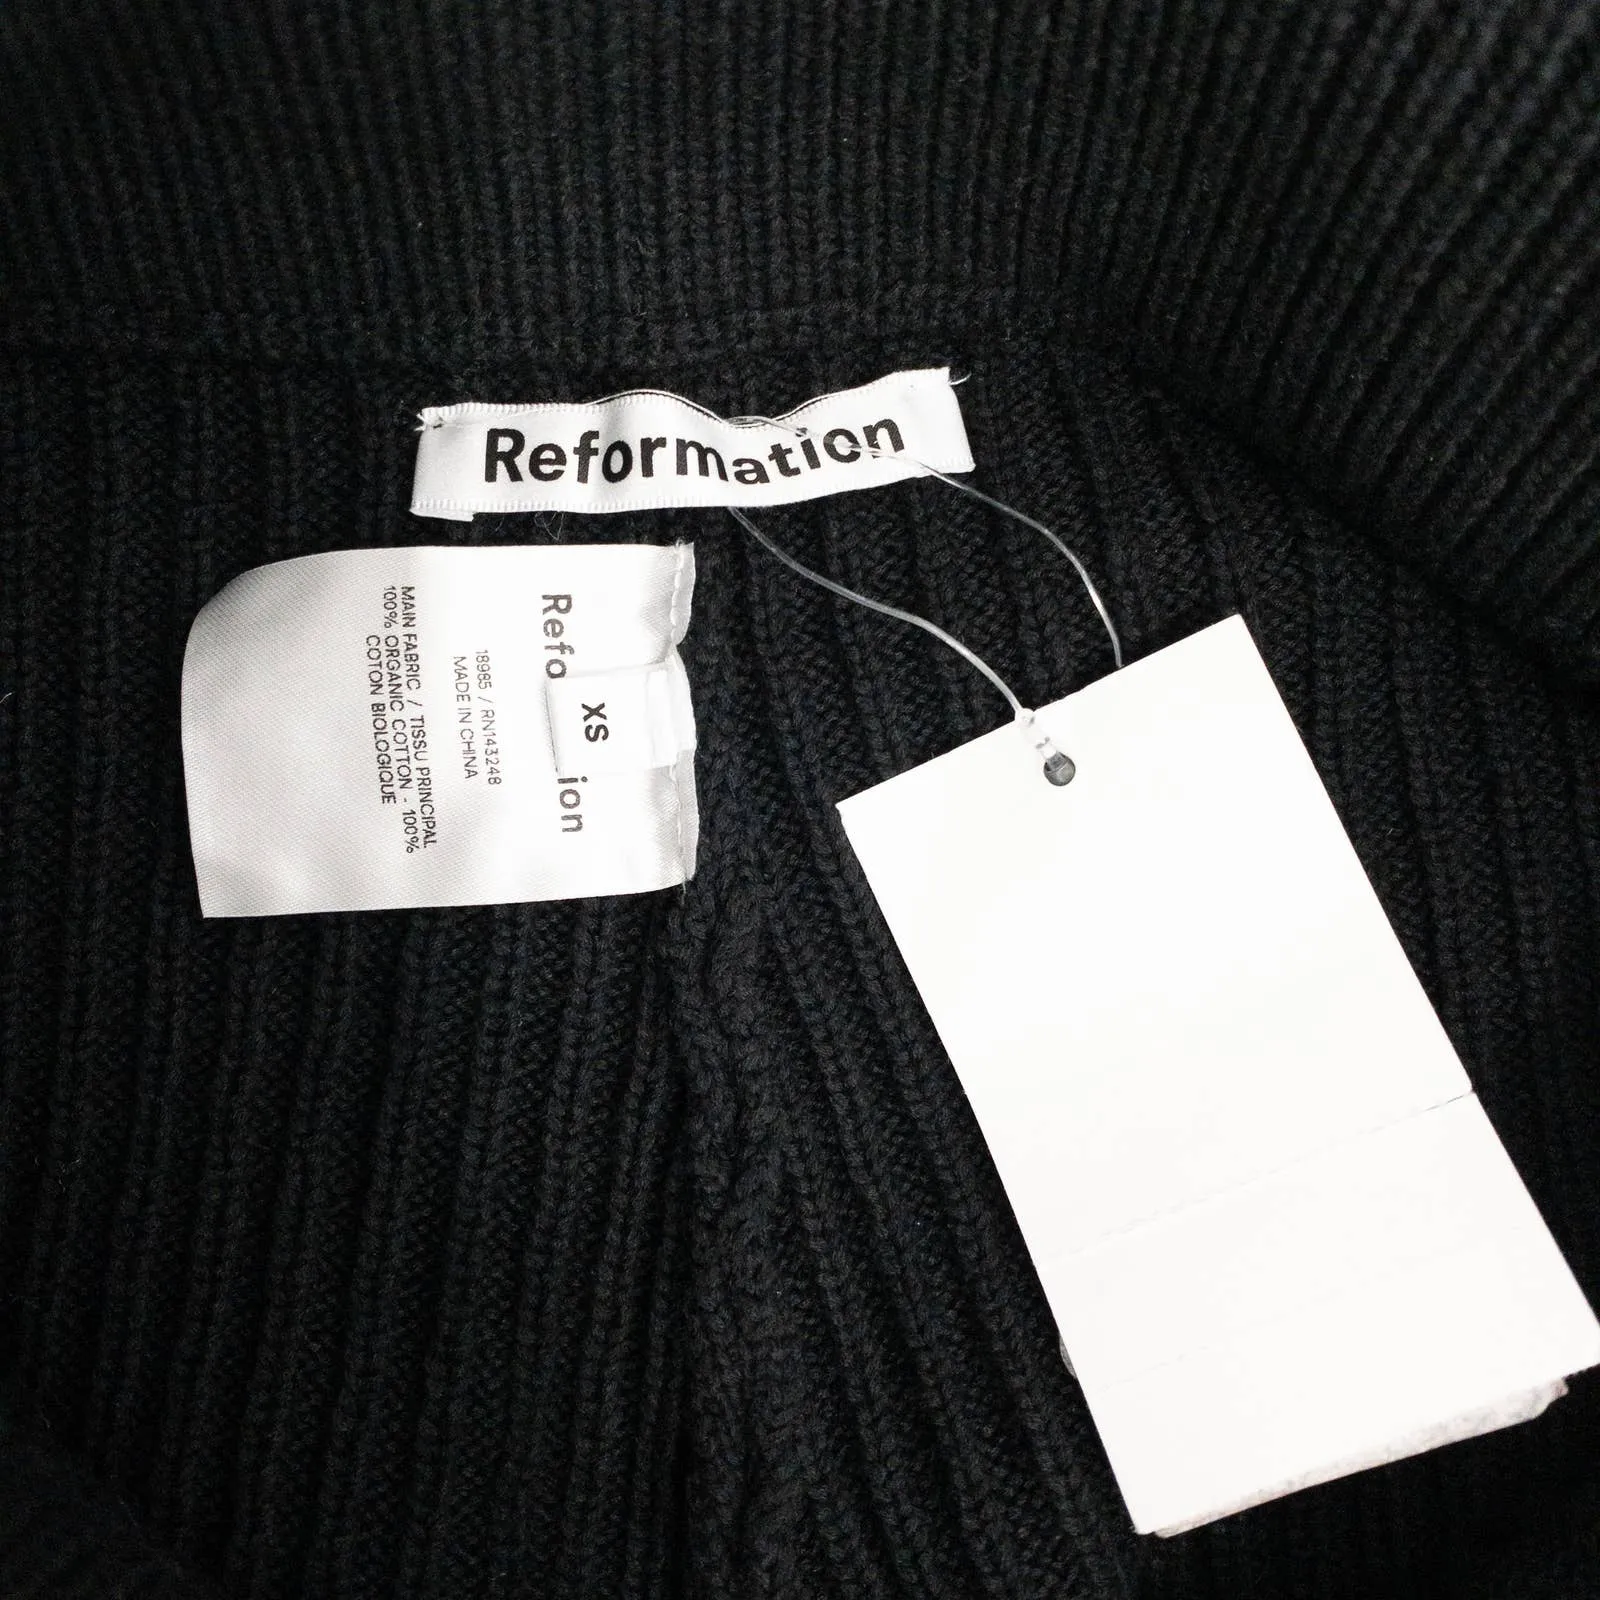 Reformation
Refo ion
XS
18985 / RN143248
MADE IN CHINA
MAIN FABRIC / TISSU PRINCIPAL
100% ORGANIC COTTON - 100%
COTON BIOLOGIQUE